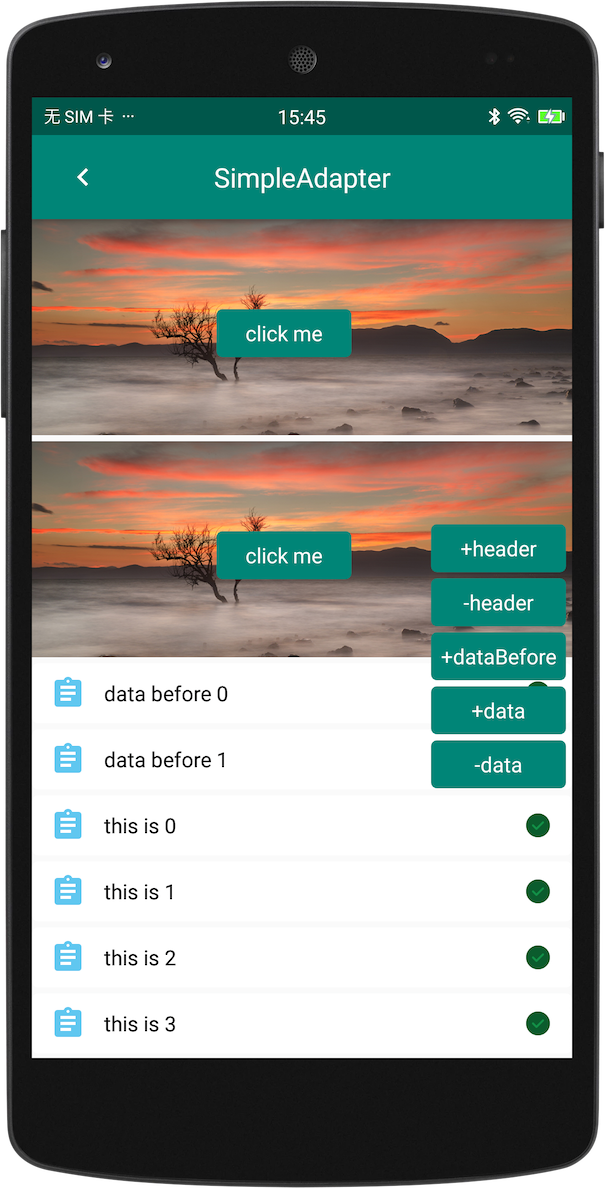 无 SIM 卡 ···
15:45
SimpleAdapter
click me
click me
+header
-header
+dataBefore
data before 0
+data
data before 1
-data
this is 0
this is 1
this is 2
this is 3